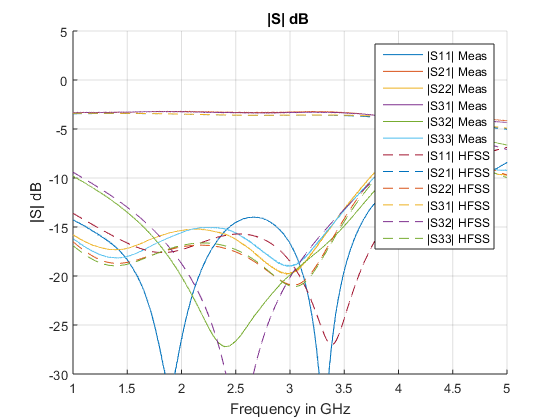 |S| dB
5
0
-5
-10
-15
-20
-25
-30
|S| dB
1
1.5
2
2.5
3
3.5
4
4.5
5
Frequency in GHz
|S11| Meas
|S21| Meas
|S22| Meas
|S31| Meas
|S32| Meas
|S33| Meas
|S11| HFSS
|S21| HFSS
|S22| HFSS
|S31| HFSS
|S32| HFSS
|S33| HFSS